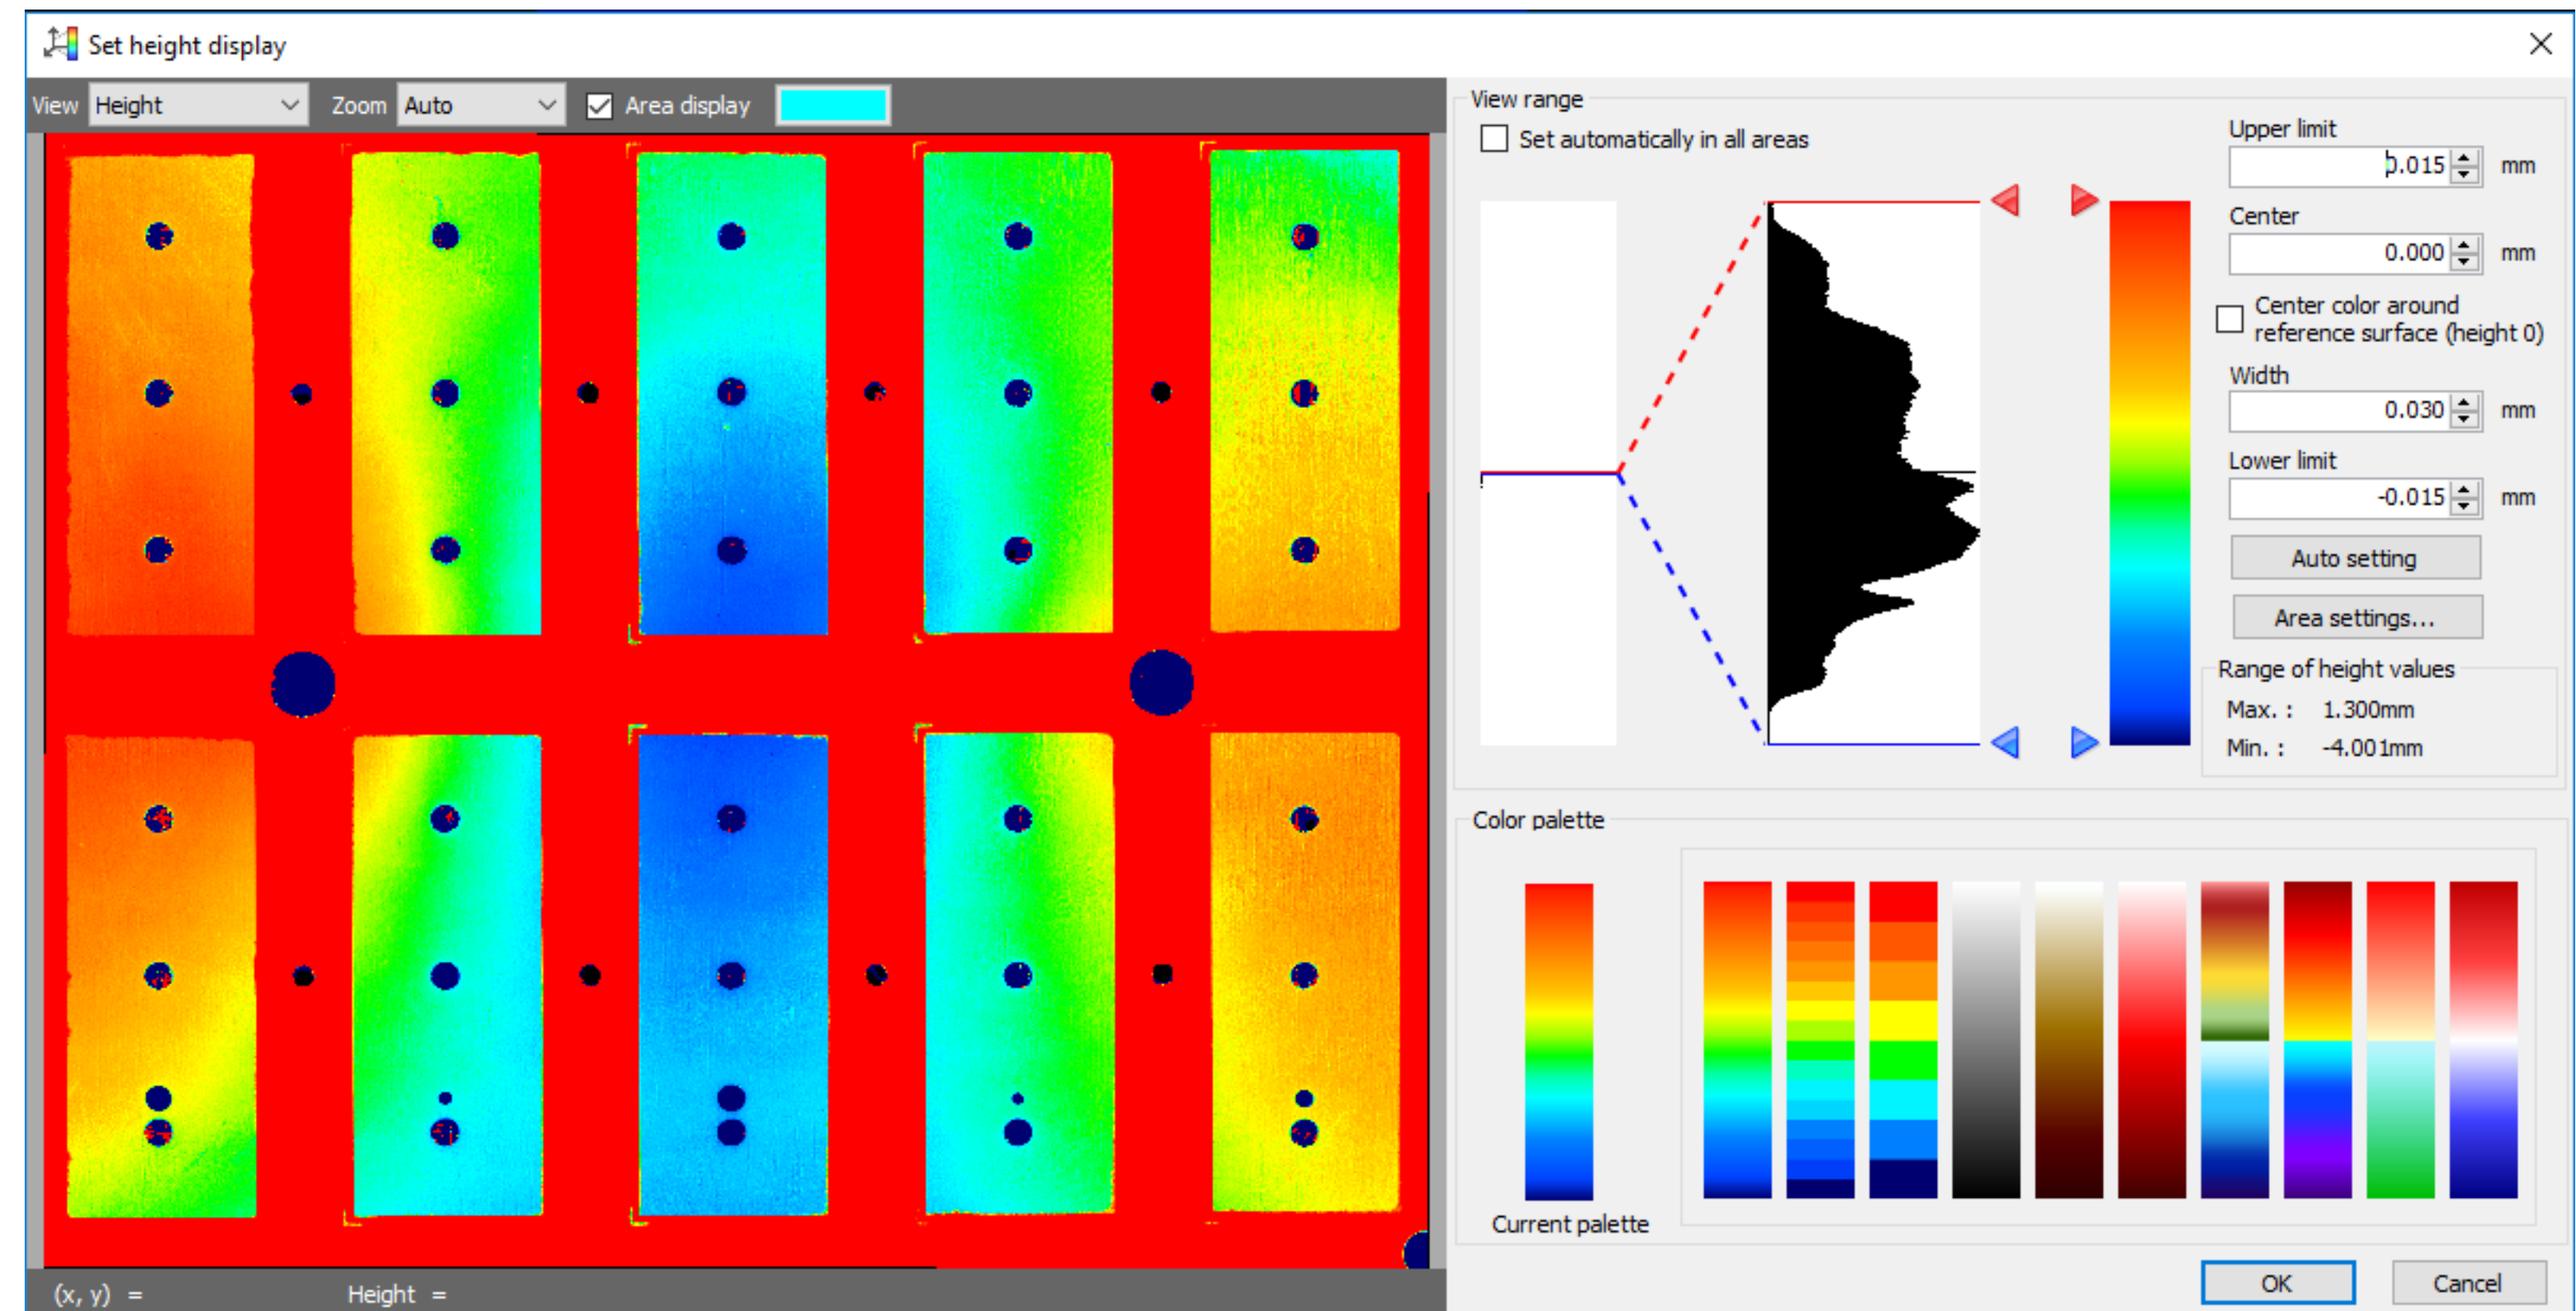 Set height display
View Height Zoom Auto Area display
View range
Set automatically in all areas
Upper limit
0.015 mm
Center
0.000 mm
Center color around
reference surface (height 0)
Width
0.030 mm
Lower limit
-0.015 mm
Auto setting
Area settings...
Range of height values
Max. : 1.300mm
Min. : -4.001mm
Color palette
Current palette
OK Cancel
(x, y) = Height =